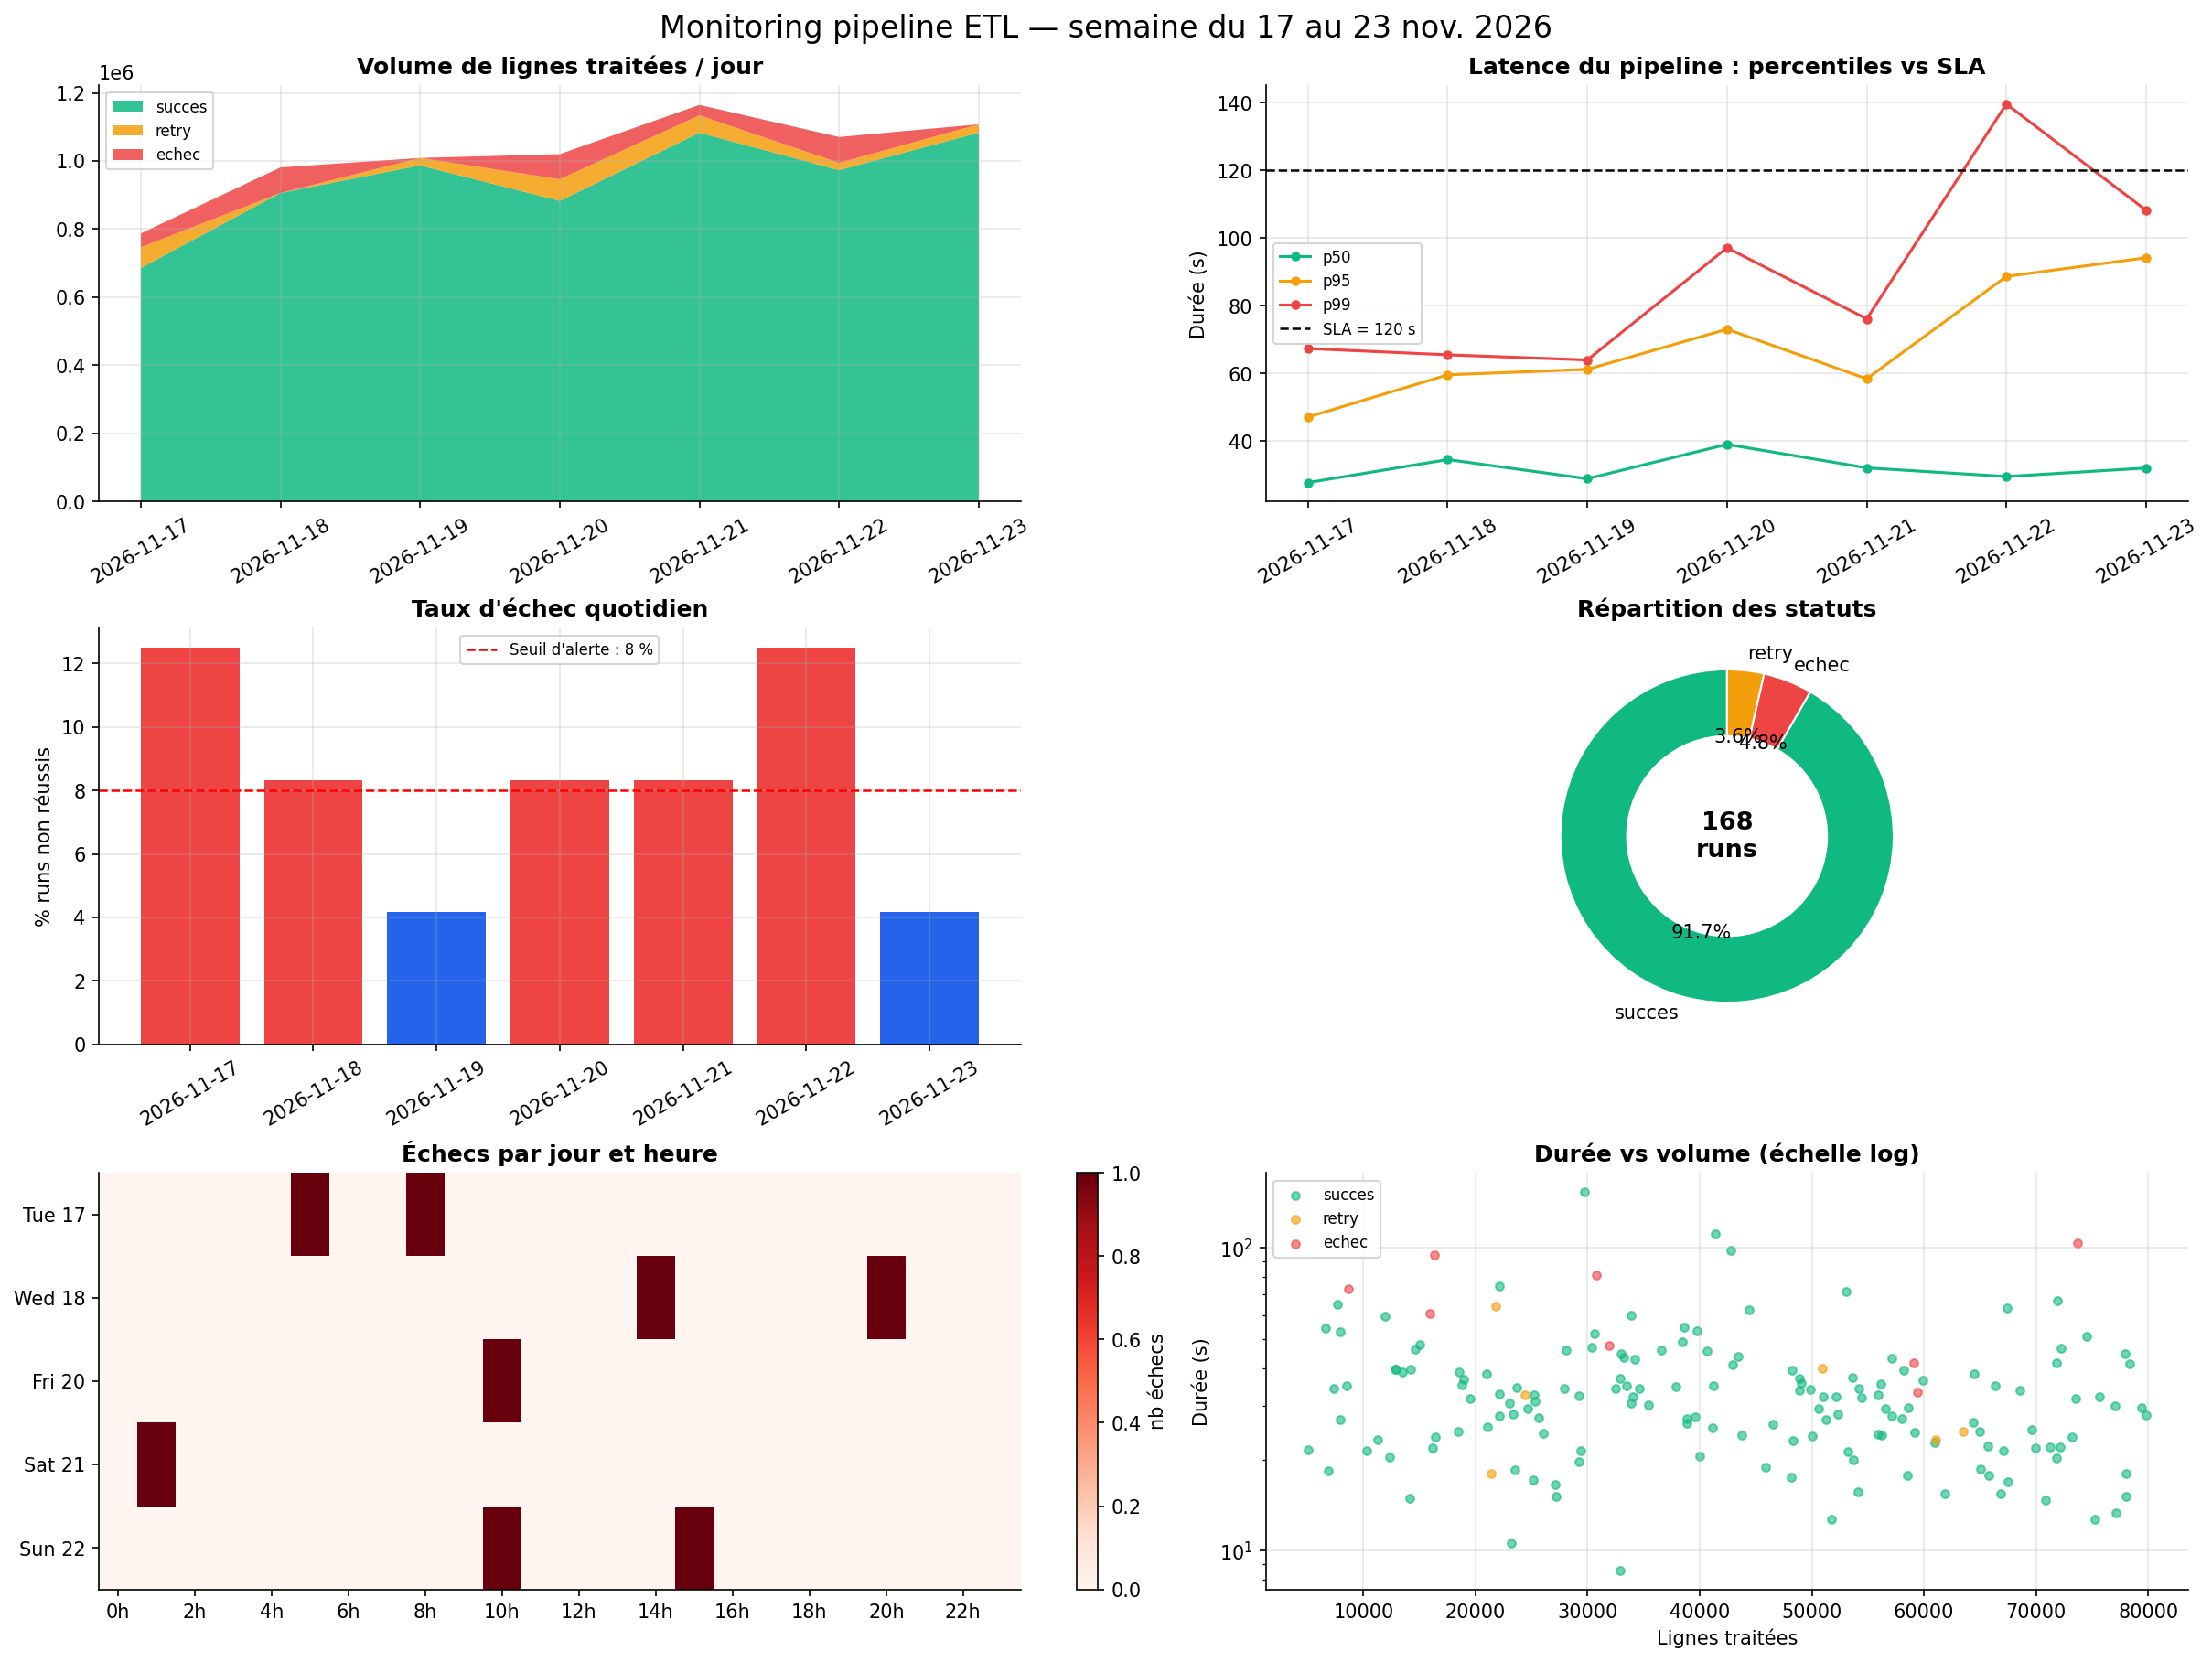 Monitoring pipeline ETL — semaine du 17 au 23 nov. 2026
Volume de lignes traitées / jour
1e6
succes
retry
echec
1.2
1.0
0.8
0.6
0.4
0.2
0.0
2026-11-17
2026-11-18
2026-11-19
2026-11-20
2026-11-21
2026-11-22
2026-11-23
Latence du pipeline : percentiles vs SLA
Durée (s)
140
120
100
80
60
40
p50
p95
p99
SLA = 120 s
2026-11-17
2026-11-18
2026-11-19
2026-11-20
2026-11-21
2026-11-22
2026-11-23
Taux d'échec quotidien
% runs non réussis
Seuil d'alerte : 8 %
12
10
8
6
4
2
0
2026-11-17
2026-11-18
2026-11-19
2026-11-20
2026-11-21
2026-11-22
2026-11-23
Répartition des statuts
retry
echec
3.6%
4.8%
168
runs
91.7%
succes
Échecs par jour et heure
Tue 17
Wed 18
Fri 20
Sat 21
Sun 22
0h
2h
4h
6h
8h
10h
12h
14h
16h
18h
20h
22h
1.0
0.8
0.6
0.4
0.2
0.0
nb échecs
Durée vs volume (échelle log)
Durée (s)
succes
retry
echec
10²
10¹
10000
20000
30000
40000
50000
60000
70000
80000
Lignes traitées